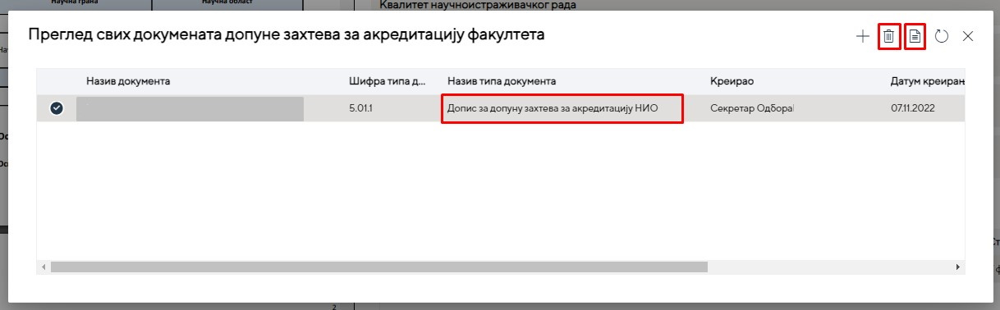 Научна грана
Научна област
Квалитет научноистраживачког рада
Преглед свих докумената допуне захтева за акредитацију факултета
Назив документа
Шифра типа д...
Назив типа документа
Креирао
Датум креирањ
5.01.1
Допис за допуну захтева за акредитацију НИО
Секретар Одбора
07.11.2022
2